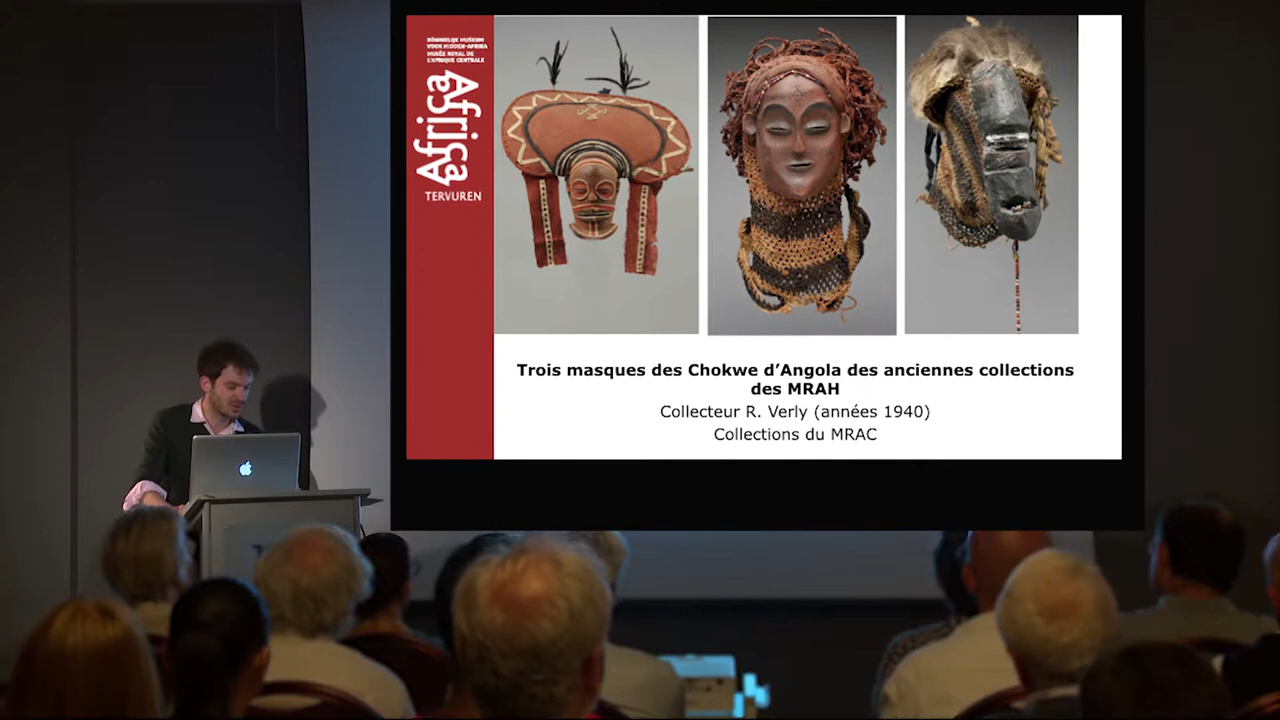 KONINKLIJK MUSEUM
VOOR MIDDEN-AFRIKA
MUSÉE ROYAL DE
L'AFRIQUE CENTRALE
Africa
Africa
TERVUREN
Trois masques des Chokwe d'Angola des anciennes collections
des MRAH
Collecteur R. Verly (années 1940)
Collections du MRAC